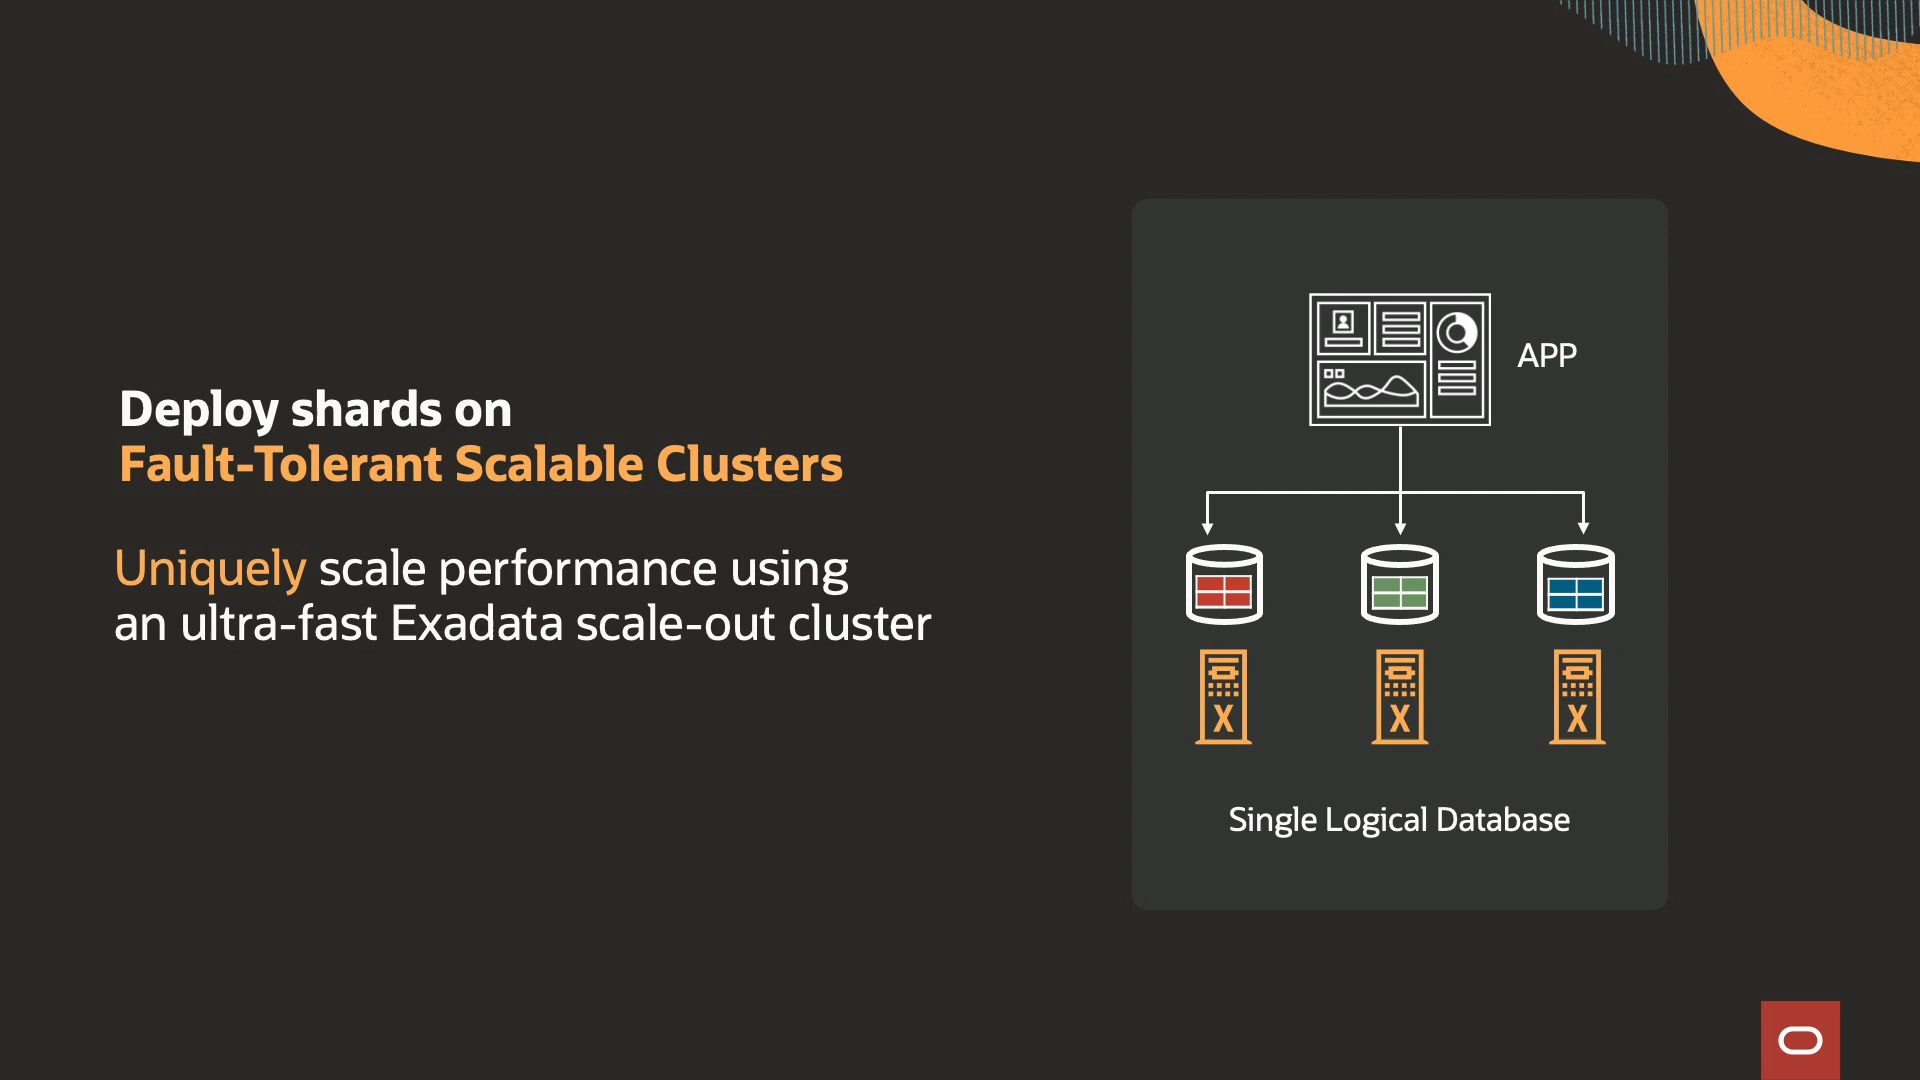 Deploy shards on
Fault-Tolerant Scalable Clusters
Uniquely scale performance using
an ultra-fast Exadata scale-out cluster
APP
X
X
X
Single Logical Database